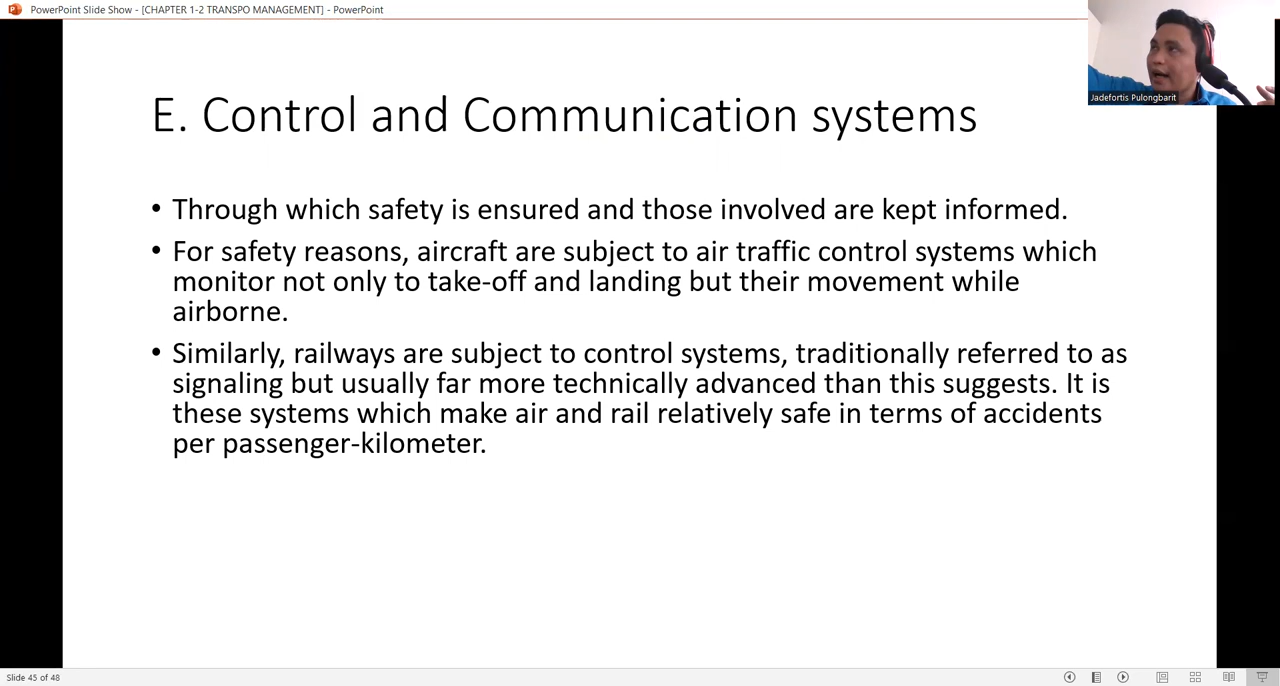 PowerPoint Slide Show - [CHAPTER 1-2 TRANSPO MANAGEMENT] - PowerPoint
Jadefortis Pulongbarit
E. Control and Communication systems
• Through which safety is ensured and those involved are kept informed.
• For safety reasons, aircraft are subject to air traffic control systems which
monitor not only to take-off and landing but their movement while
airborne.
• Similarly, railways are subject to control systems, traditionally referred to as
signaling but usually far more technically advanced than this suggests. It is
these systems which make air and rail relatively safe in terms of accidents
per passenger-kilometer.
Slide 45 of 48